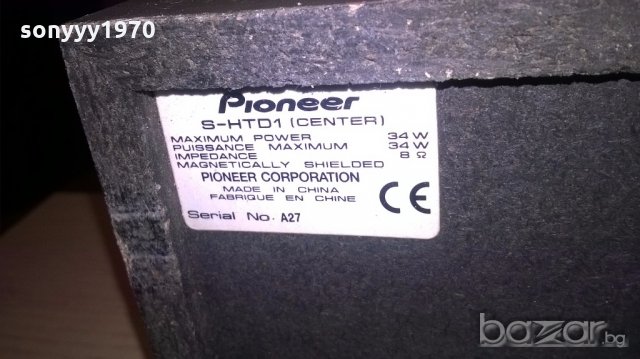 sonyyy1970
Pioneer
S-HTD1 (CENTER)
MAXIMUM POWER 34 W
PUISSANCE MAXIMUM 34 W
IMPEDANCE 8 Ω
MAGNETICALLY SHIELDED
PIONEER CORPORATION
MADE IN CHINA
FABRIQUE EN CHINE
Serial No. A27
CE
bazar.bg